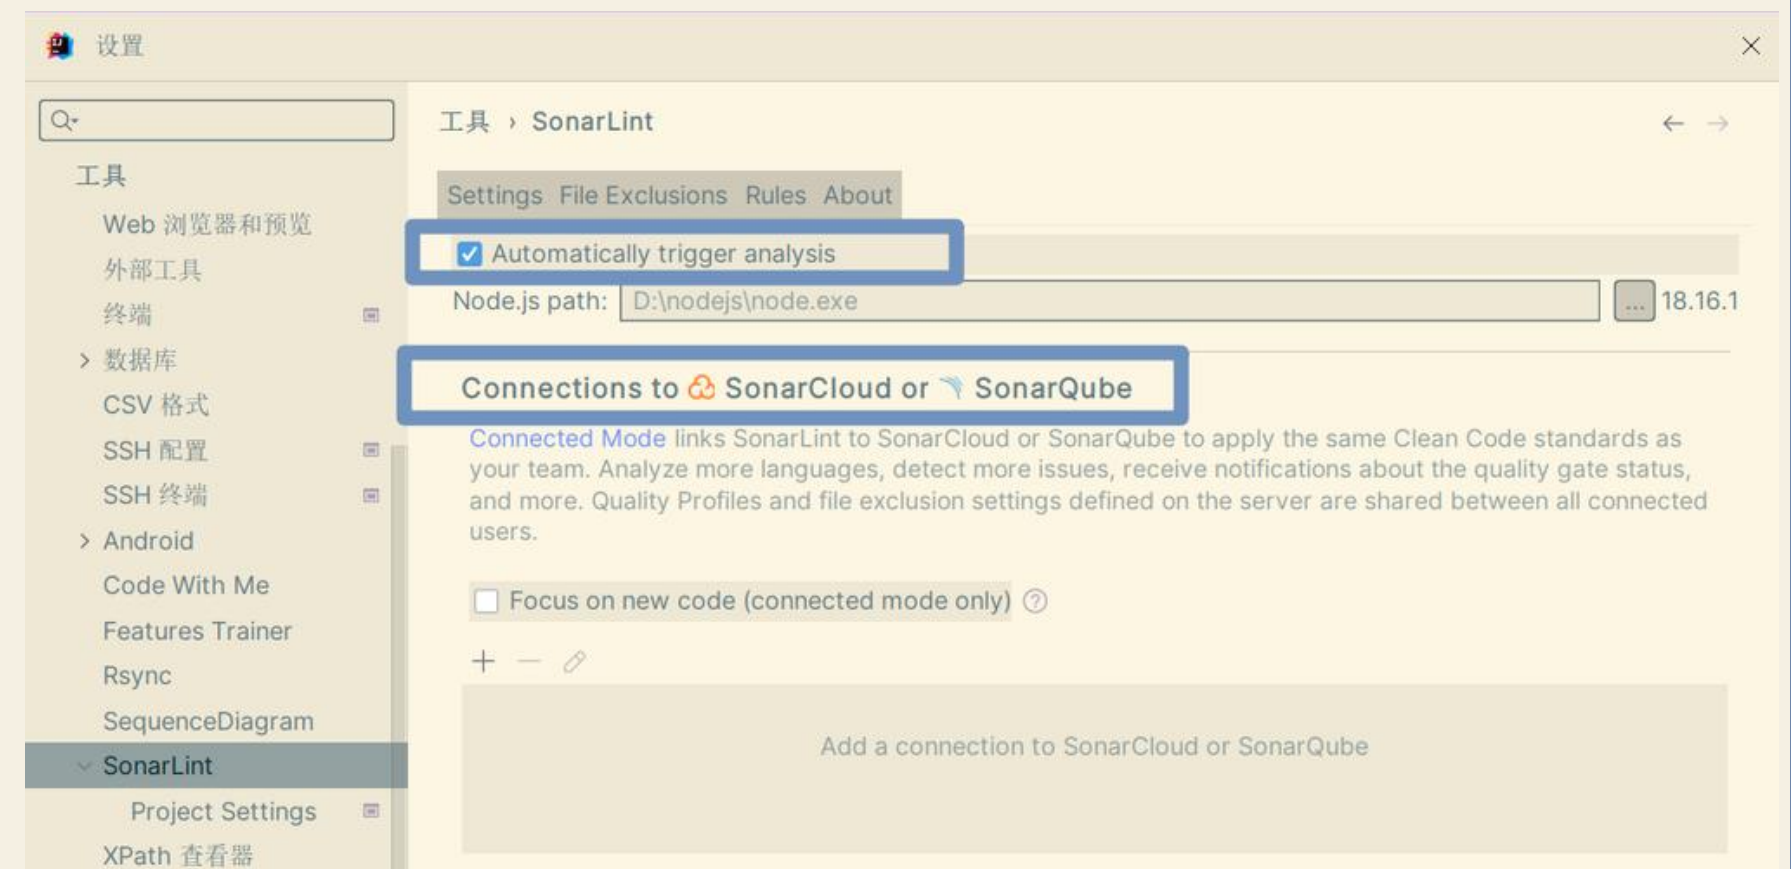 设置
工具 › SonarLint
工具
Web 浏览器和预览
外部工具
终端
数据库
CSV 格式
SSH 配置
SSH 终端
Android
Code With Me
Features Trainer
Rsync
SequenceDiagram
SonarLint
Project Settings
XPath 查看器
Settings File Exclusions Rules About
Automatically trigger analysis
Node.js path: D:\nodejs\node.exe ... 18.16.1
Connections to SonarCloud or SonarQube
Connected Mode links SonarLint to SonarCloud or SonarQube to apply the same Clean Code standards as
your team. Analyze more languages, detect more issues, receive notifications about the quality gate status,
and more. Quality Profiles and file exclusion settings defined on the server are shared between all connected
users.
Focus on new code (connected mode only)
Add a connection to SonarCloud or SonarQube